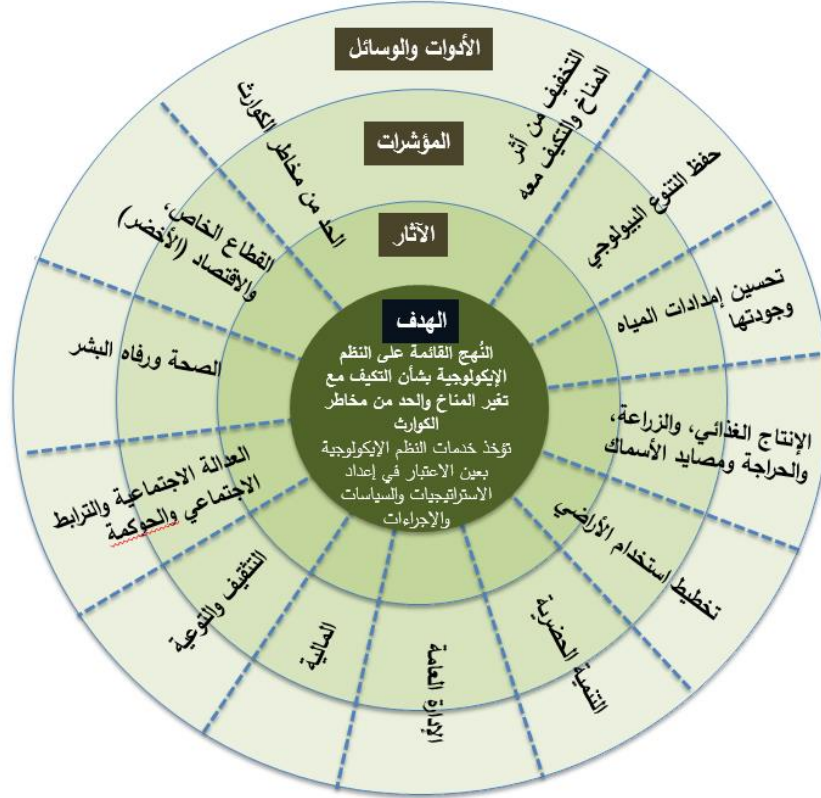 الأدوات والوسائل
المؤشرات
الآثار
الهدف
النُهج القائمة على النظم
الإيكولوجية بشأن التكيف مع
تغير المناخ والحد من مخاطر
الكوارث
تؤخذ خدمات النظم الإيكولوجية
بعين الاعتبار في إعداد
الاستراتيجيات والسياسات
والإجراءات
التخفيف من أثر
المناخ والتكيف معه
حفظ التنوع البيولوجي
تحسين إمدادات المياه
وجودتها
الإنتاج الغذائي، والزراعة،
والحراجة ومصايد الأسماك
تخطيط استخدام الأراضي
التنمية الحضرية
الإدارة العامة
المالية
التثقيف والتوعية
العدالة الاجتماعية والترابط
الاجتماعي والحوكمة
الصحة ورفاه البشر
القطاع الخاص،
والاقتصاد (الأخضر)
الحد من مخاطر الكوارث